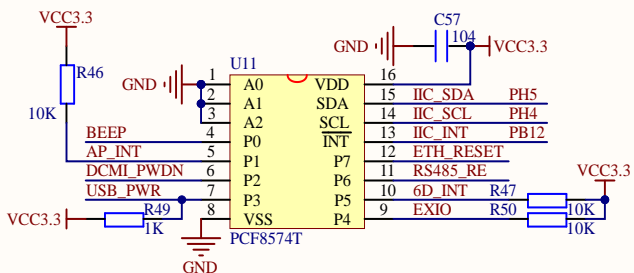 VCC3.3
C57
GND
104
VCC3.3
R46
10K
U11
GND
1 A0 VDD 16
2 A1 SDA 15 IIC_SDA PH5
3 A2 SCL 14 IIC_SCL PH4
BEEP 4 P0 INT 13 IIC_INT PB12
AP_INT 5 P1 P7 12 ETH_RESET
DCMI_PWDN 6 P2 P6 11 RS485_RE
USB_PWR 7 P3 P5 10 6D_INT R47 10K VCC3.3
VCC3.3 R49 1K 8 VSS P4 9 EXIO R50 10K
PCF8574T
GND